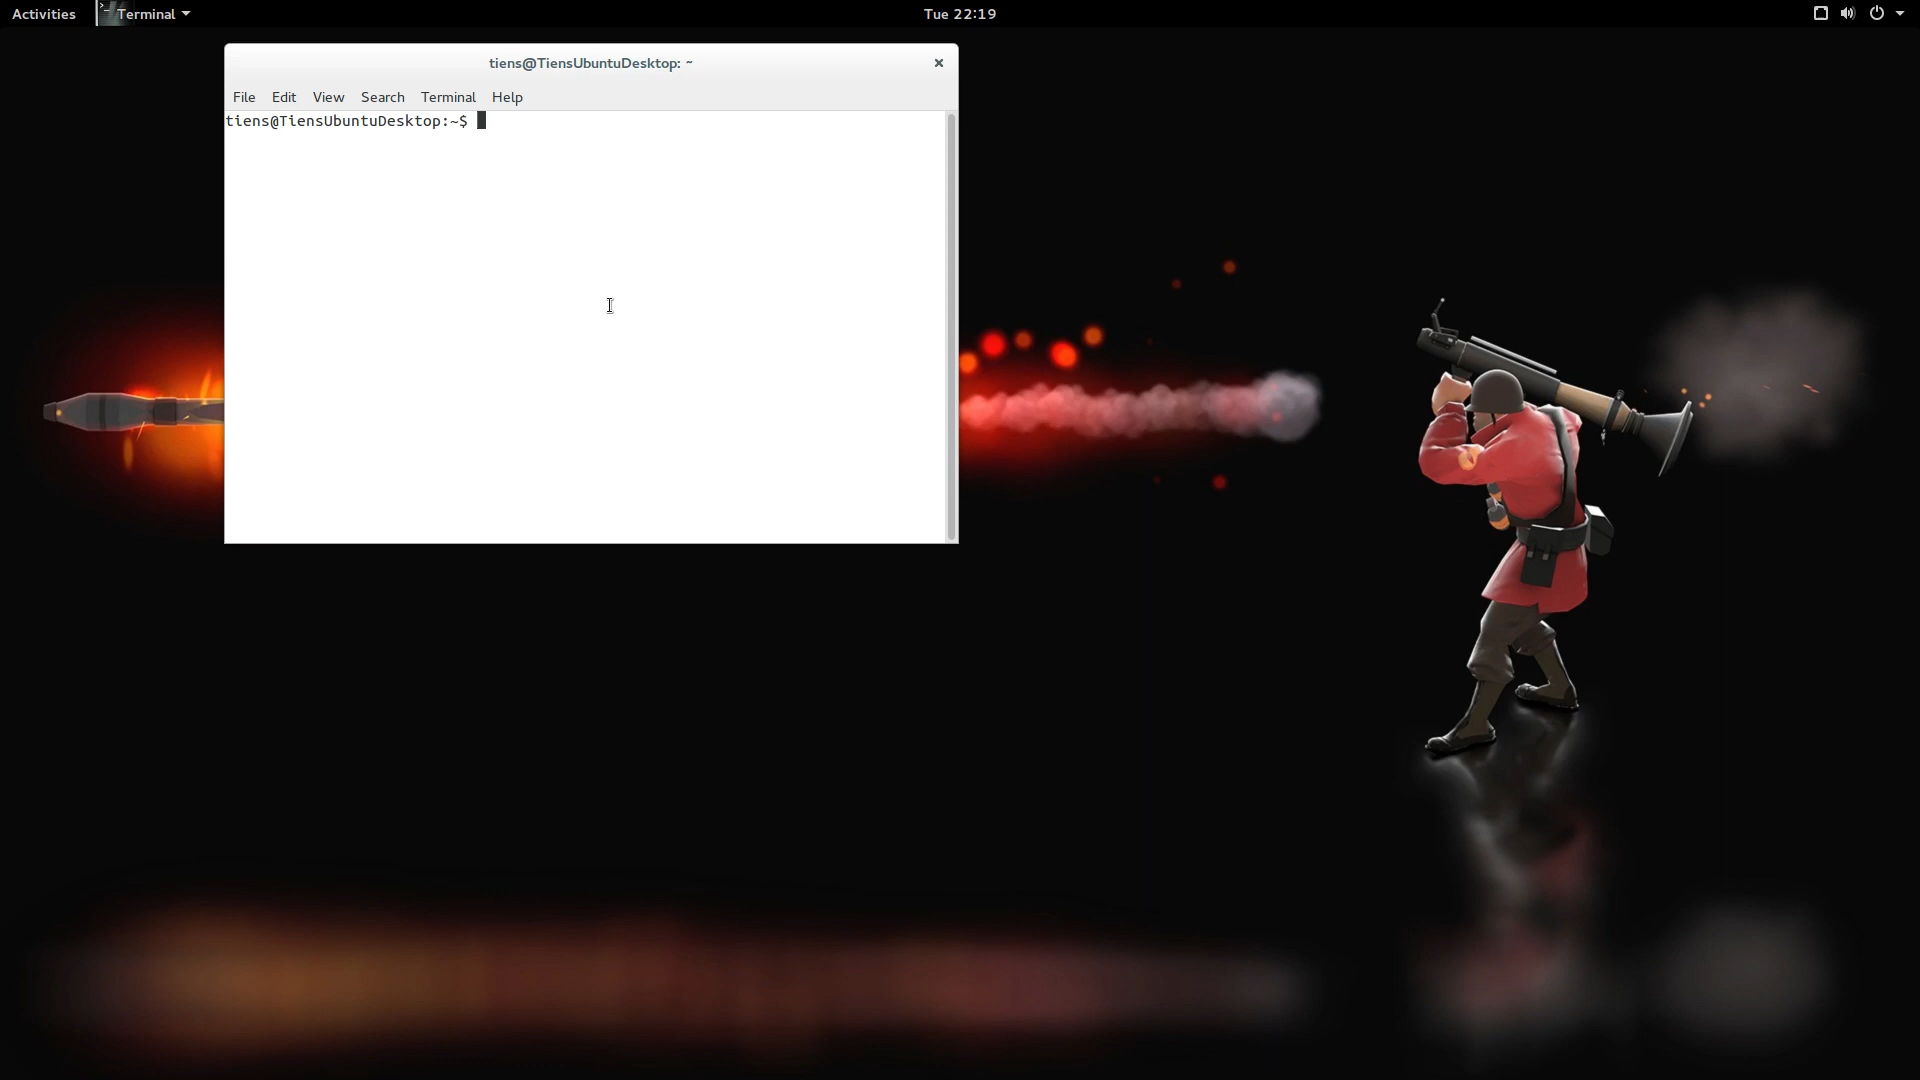 Activities Terminal Tue 22:19
tiens@TiensUbuntuDesktop: ~
File Edit View Search Terminal Help
tiens@TiensUbuntuDesktop:~$